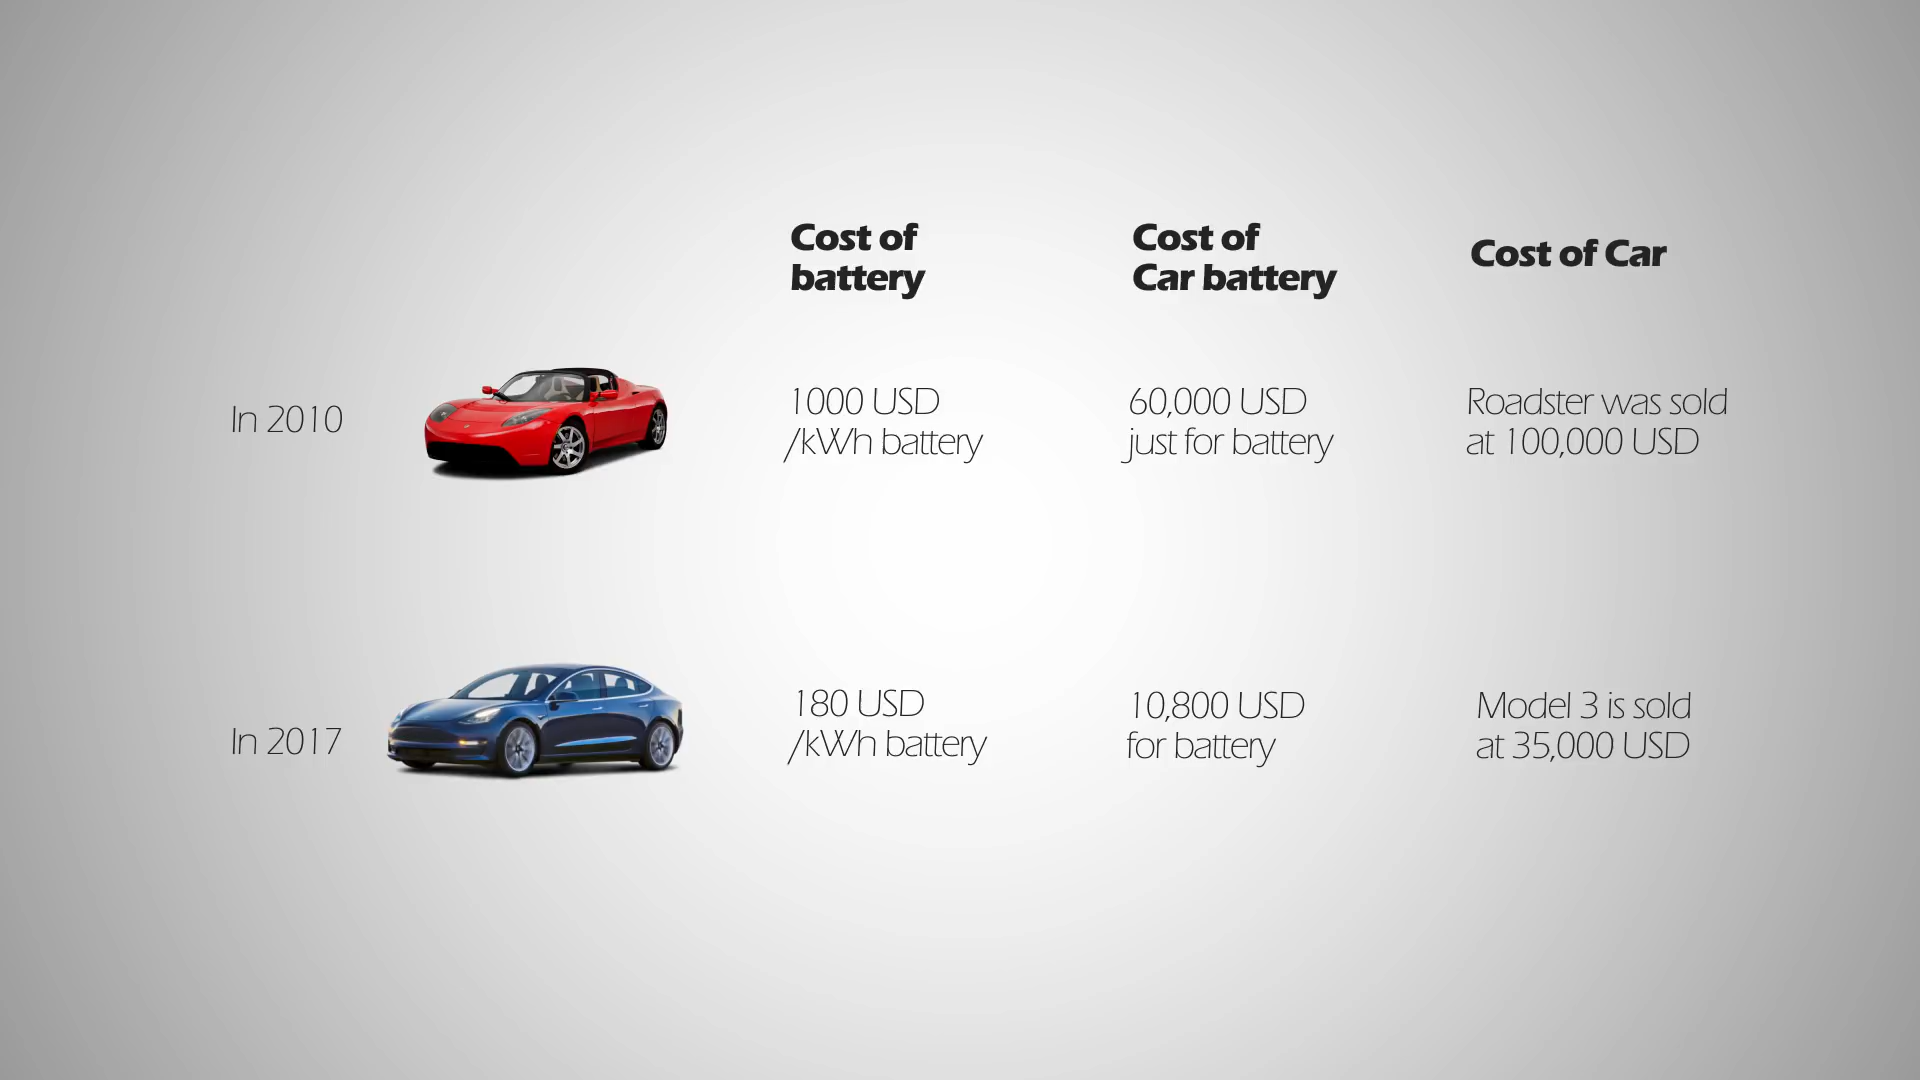 Cost of
battery
Cost of
Car battery
Cost of Car
In 2010
1000 USD
/kWh battery
60,000 USD
just for battery
Roadster was sold
at 100,000 USD
In 2017
180 USD
/kWh battery
10,800 USD
for battery
Model 3 is sold
at 35,000 USD